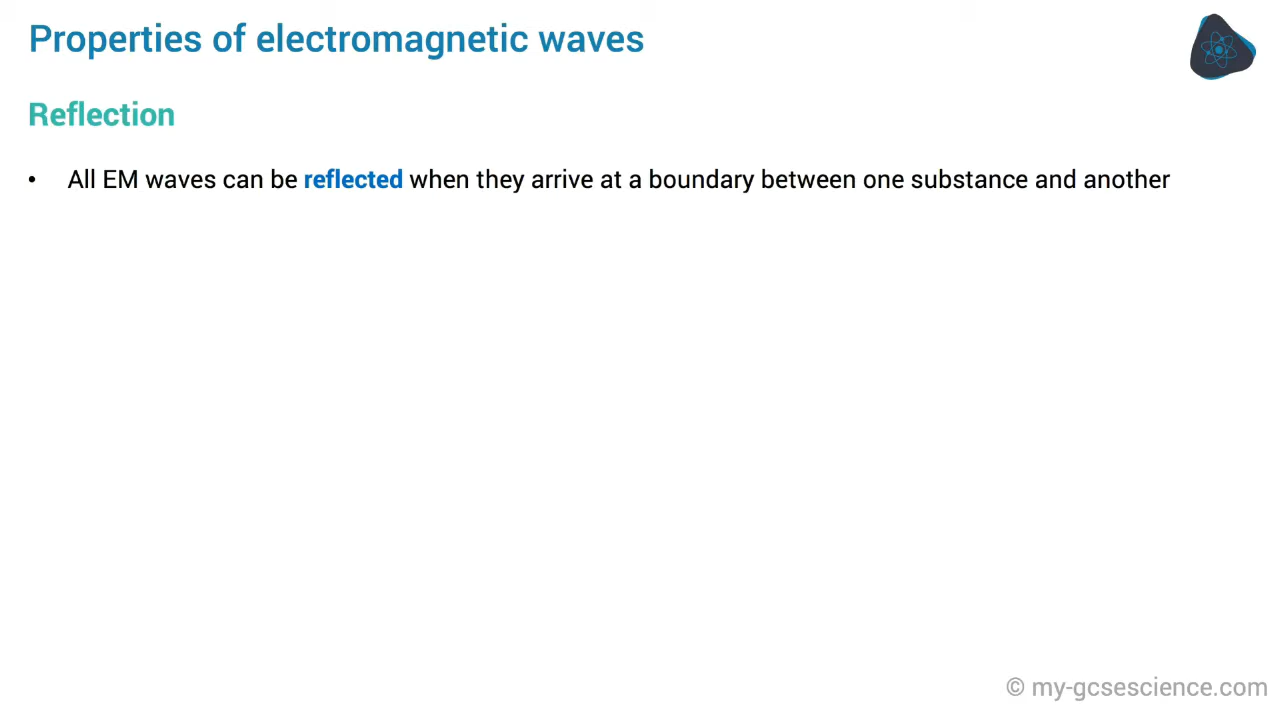 Properties of electromagnetic waves
Reflection
• All EM waves can be reflected when they arrive at a boundary between one substance and another
© my-gcsescience.com